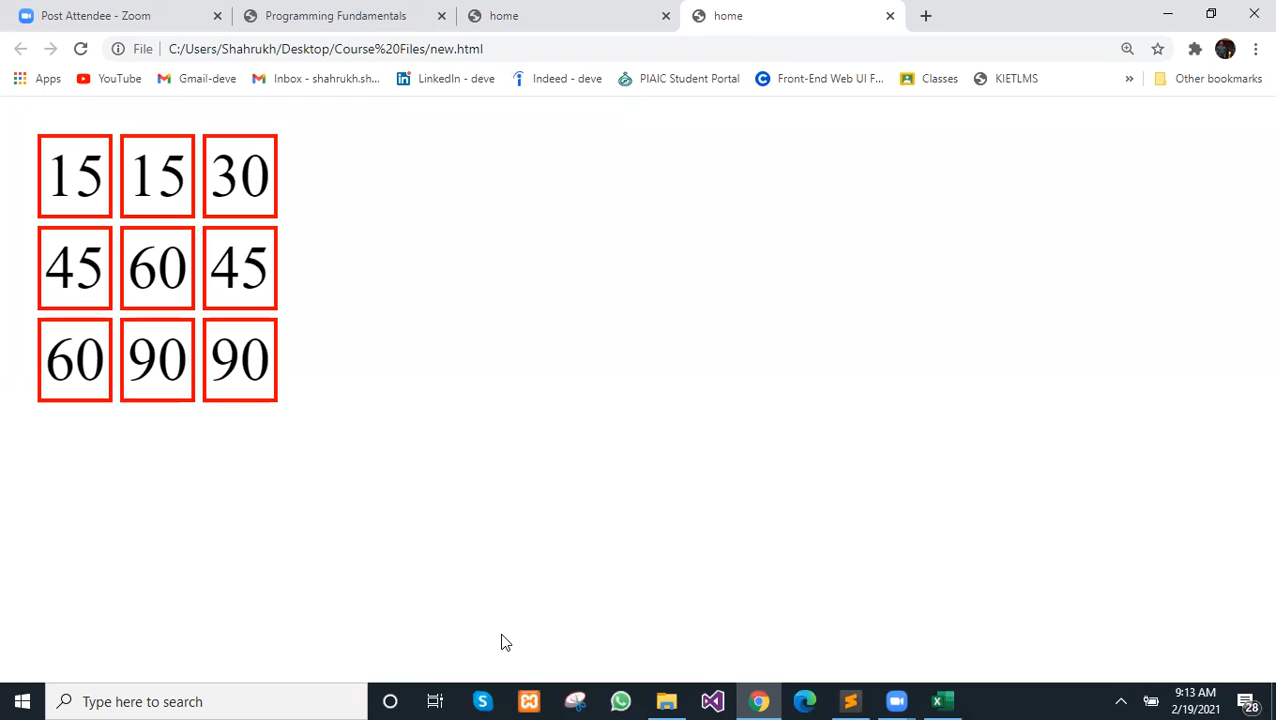 Post Attendee - Zoom
Programming Fundamentals
home
home
File
C:/Users/Shahrukh/Desktop/Course%20Files/new.html
Apps
YouTube
Gmail-deve
Inbox - shahrukh.sh...
LinkedIn - deve
Indeed - deve
PIAIC Student Portal
Front-End Web UI F...
Classes
KIETLMS
»
Other bookmarks
15 15 30
45 60 45
60 90 90
Type here to search
9:13 AM
2/19/2021
28